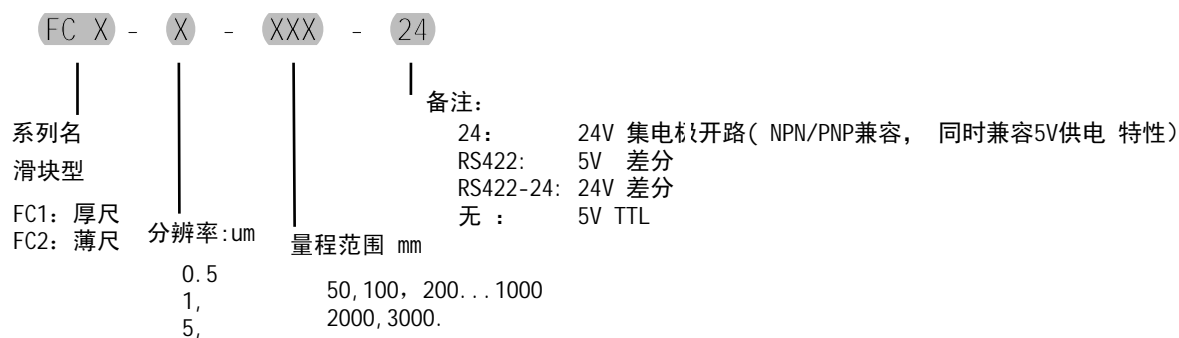 FC X - X - XXX - 24
备注：
系列名
滑块型
FC1：厚尺
FC2：薄尺
分辨率:um
0.5
1,
5,
量程范围 mm
50,100，200...1000
2000,3000.
24： 24V 集电极开路( NPN/PNP兼容， 同时兼容5V供电 特性）
RS422: 5V 差分
RS422-24: 24V 差分
无 ： 5V TTL